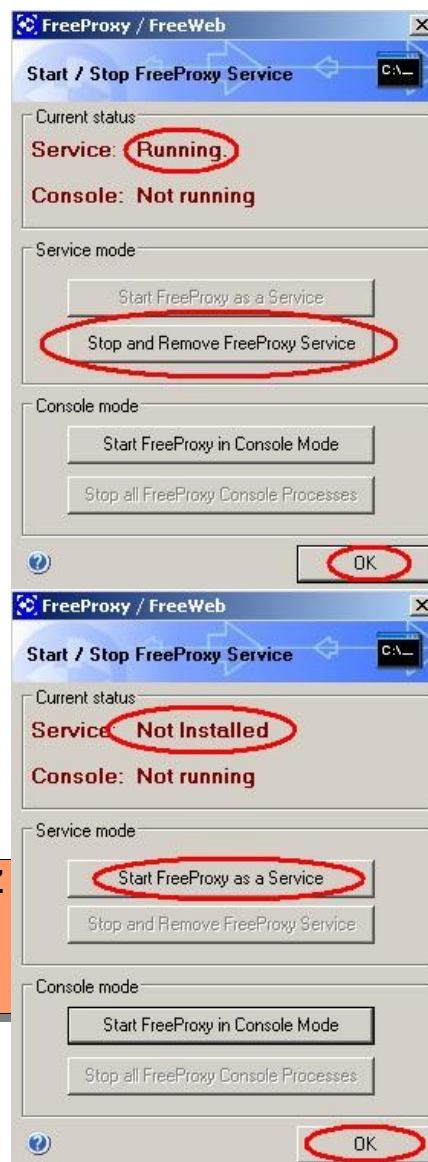 FreeProxy / FreeWeb
Start / Stop FreeProxy Service
C:\_
Current status
Service: Running.
Console: Not running
Service mode
Start FreeProxy as a Service
Stop and Remove FreeProxy Service
Console mode
Start FreeProxy in Console Mode
Stop all FreeProxy Console Processes
OK
FreeProxy / FreeWeb
Start / Stop FreeProxy Service
C:\_
Current status
Service: Not Installed
Console: Not running
Service mode
Start FreeProxy as a Service
Stop and Remove FreeProxy Service
Console mode
Start FreeProxy in Console Mode
Stop all FreeProxy Console Processes
OK